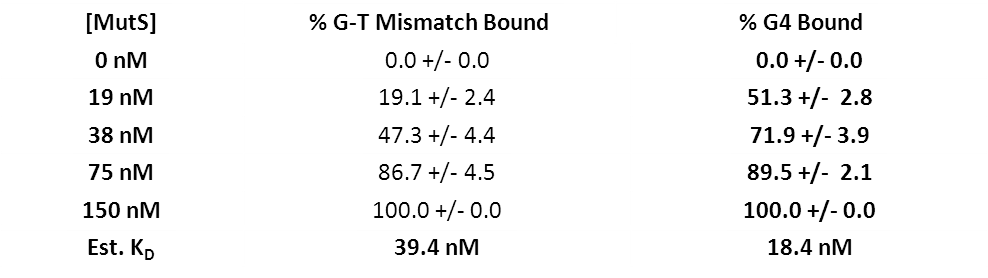 [MutS] % G-T Mismatch Bound % G4 Bound
0 nM 0.0 +/- 0.0 0.0 +/- 0.0
19 nM 19.1 +/- 2.4 51.3 +/- 2.8
38 nM 47.3 +/- 4.4 71.9 +/- 3.9
75 nM 86.7 +/- 4.5 89.5 +/- 2.1
150 nM 100.0 +/- 0.0 100.0 +/- 0.0
Est. KD 39.4 nM 18.4 nM